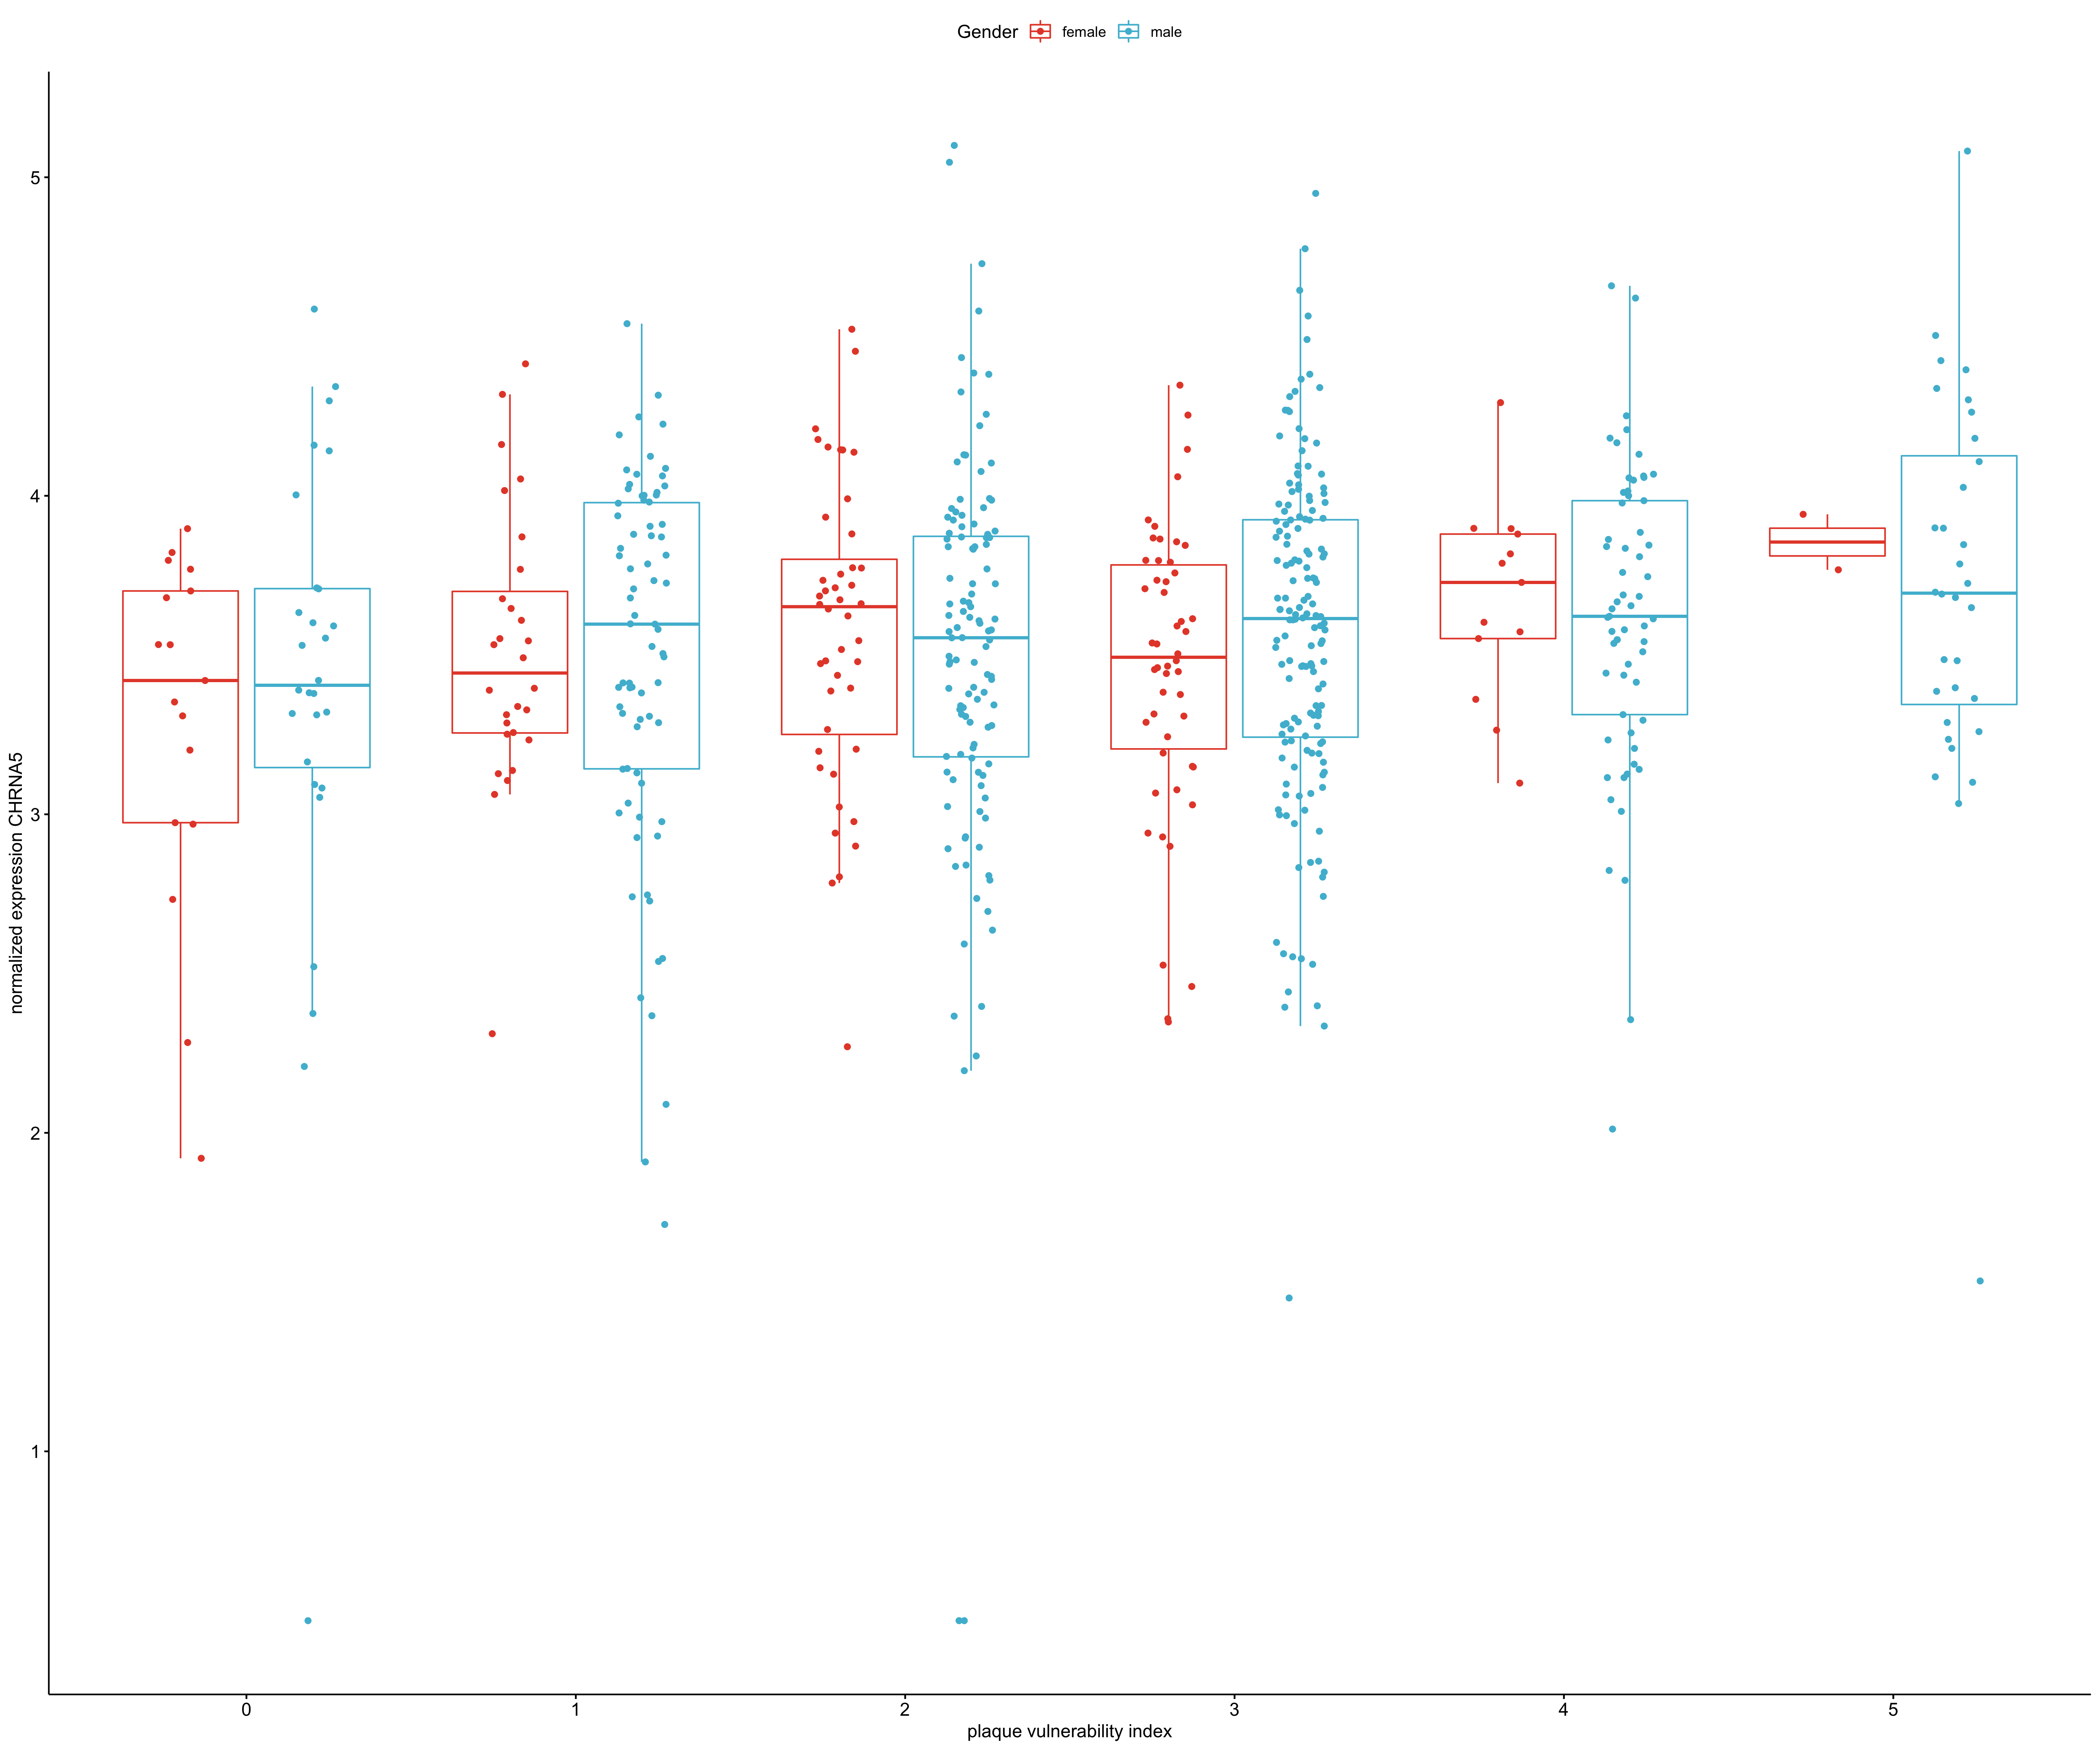 Gender female male
5
4
3
2
1
normalized expression CHRNA5
0 1 2 3 4 5
plaque vulnerability index